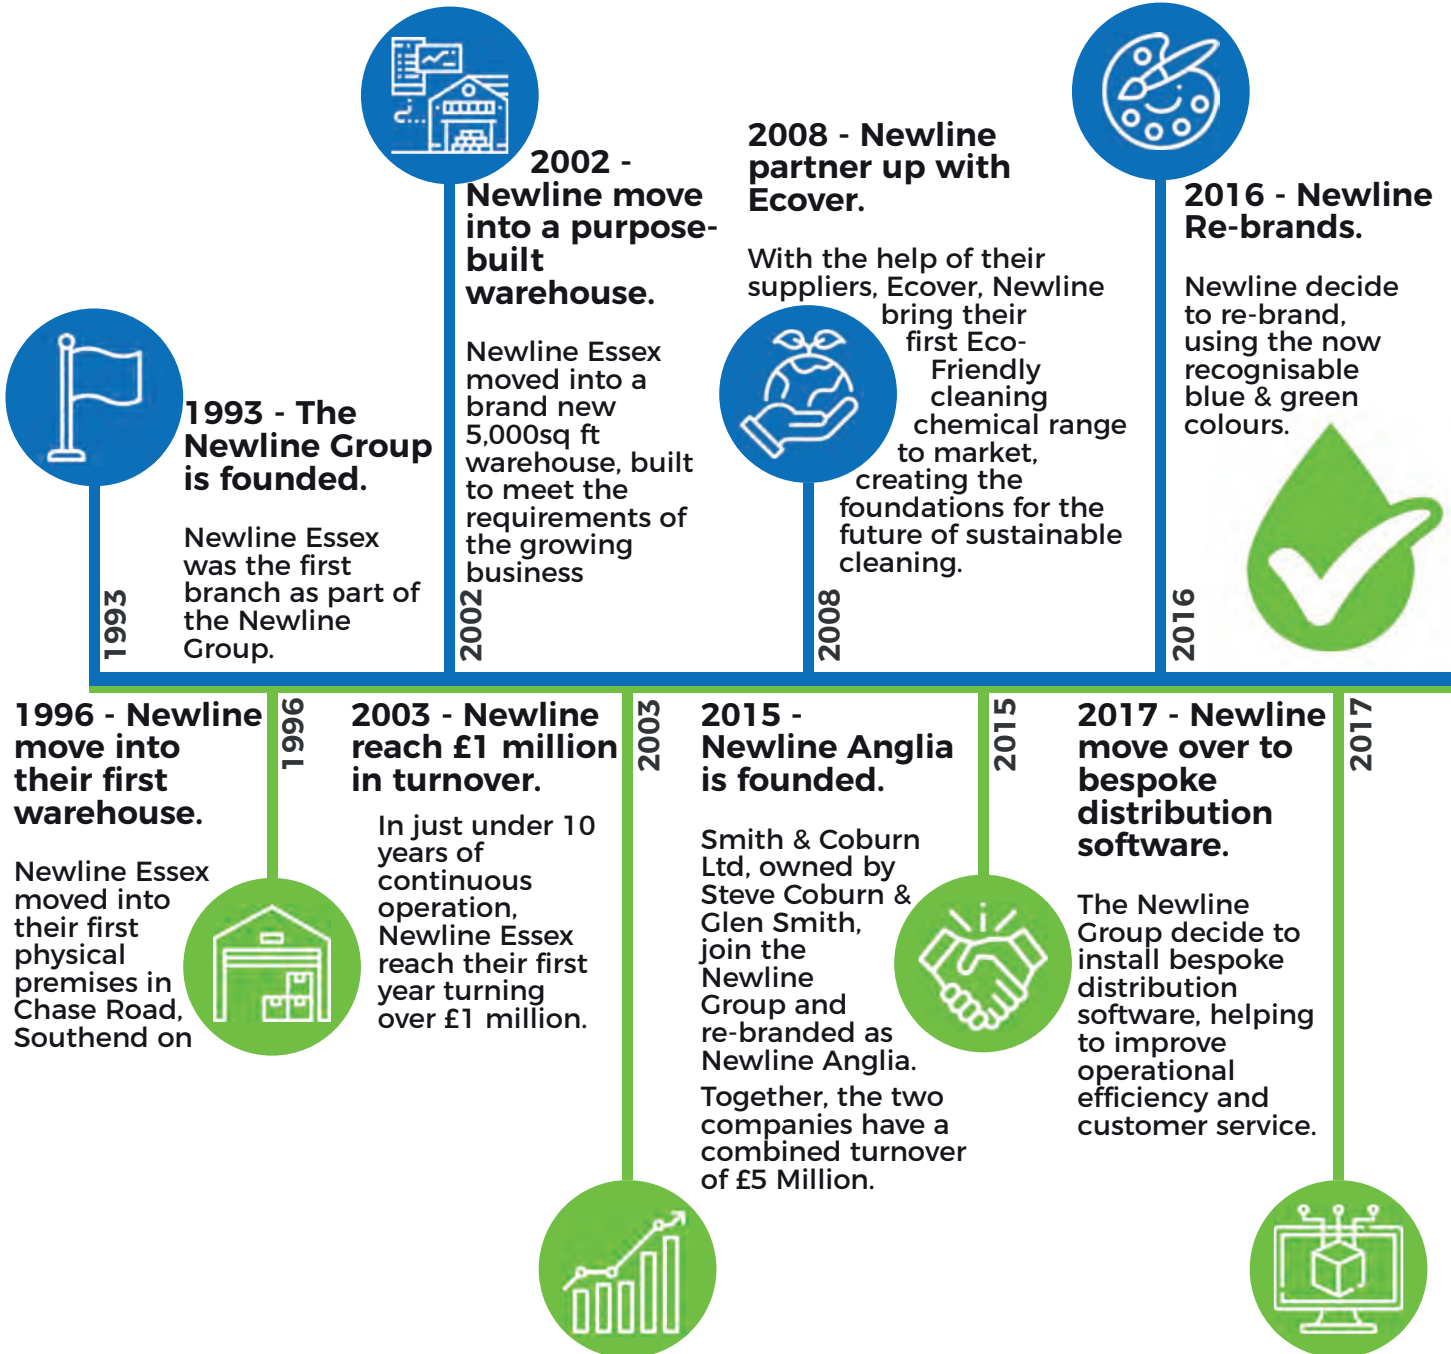 1993 - The
Newline Group
is founded.
Newline Essex
was the first
branch as part of
the Newline
Group.
1993
2002 -
Newline move
into a purpose-
built
warehouse.
Newline Essex
moved into a
brand new
5,000sq ft
warehouse, built
to meet the
requirements of
the growing
business
2002
2008 - Newline
partner up with
Ecover.
With the help of their
suppliers, Ecover, Newline
bring their
first Eco-
Friendly
cleaning
chemical range
to market,
creating the
foundations for the
future of sustainable
cleaning.
2008
2016 - Newline
Re-brands.
Newline decide
to re-brand,
using the now
recognisable
blue & green
colours.
2016
1996 - Newline
move into
their first
warehouse.
Newline Essex
moved into
their first
physical
premises in
Chase Road,
Southend on
1996
2003 - Newline
reach £1 million
in turnover.
In just under 10
years of
continuous
operation,
Newline Essex
reach their first
year turning
over £1 million.
2003
2015 -
Newline Anglia
is founded.
Smith & Coburn
Ltd, owned by
Steve Coburn &
Glen Smith,
join the
Newline
Group and
re-branded as
Newline Anglia.
Together, the two
companies have a
combined turnover
of £5 Million.
2015
2017 - Newline
move over to
bespoke
distribution
software.
The Newline
Group decide to
install bespoke
distribution
software, helping
to improve
operational
efficiency and
customer service.
2017